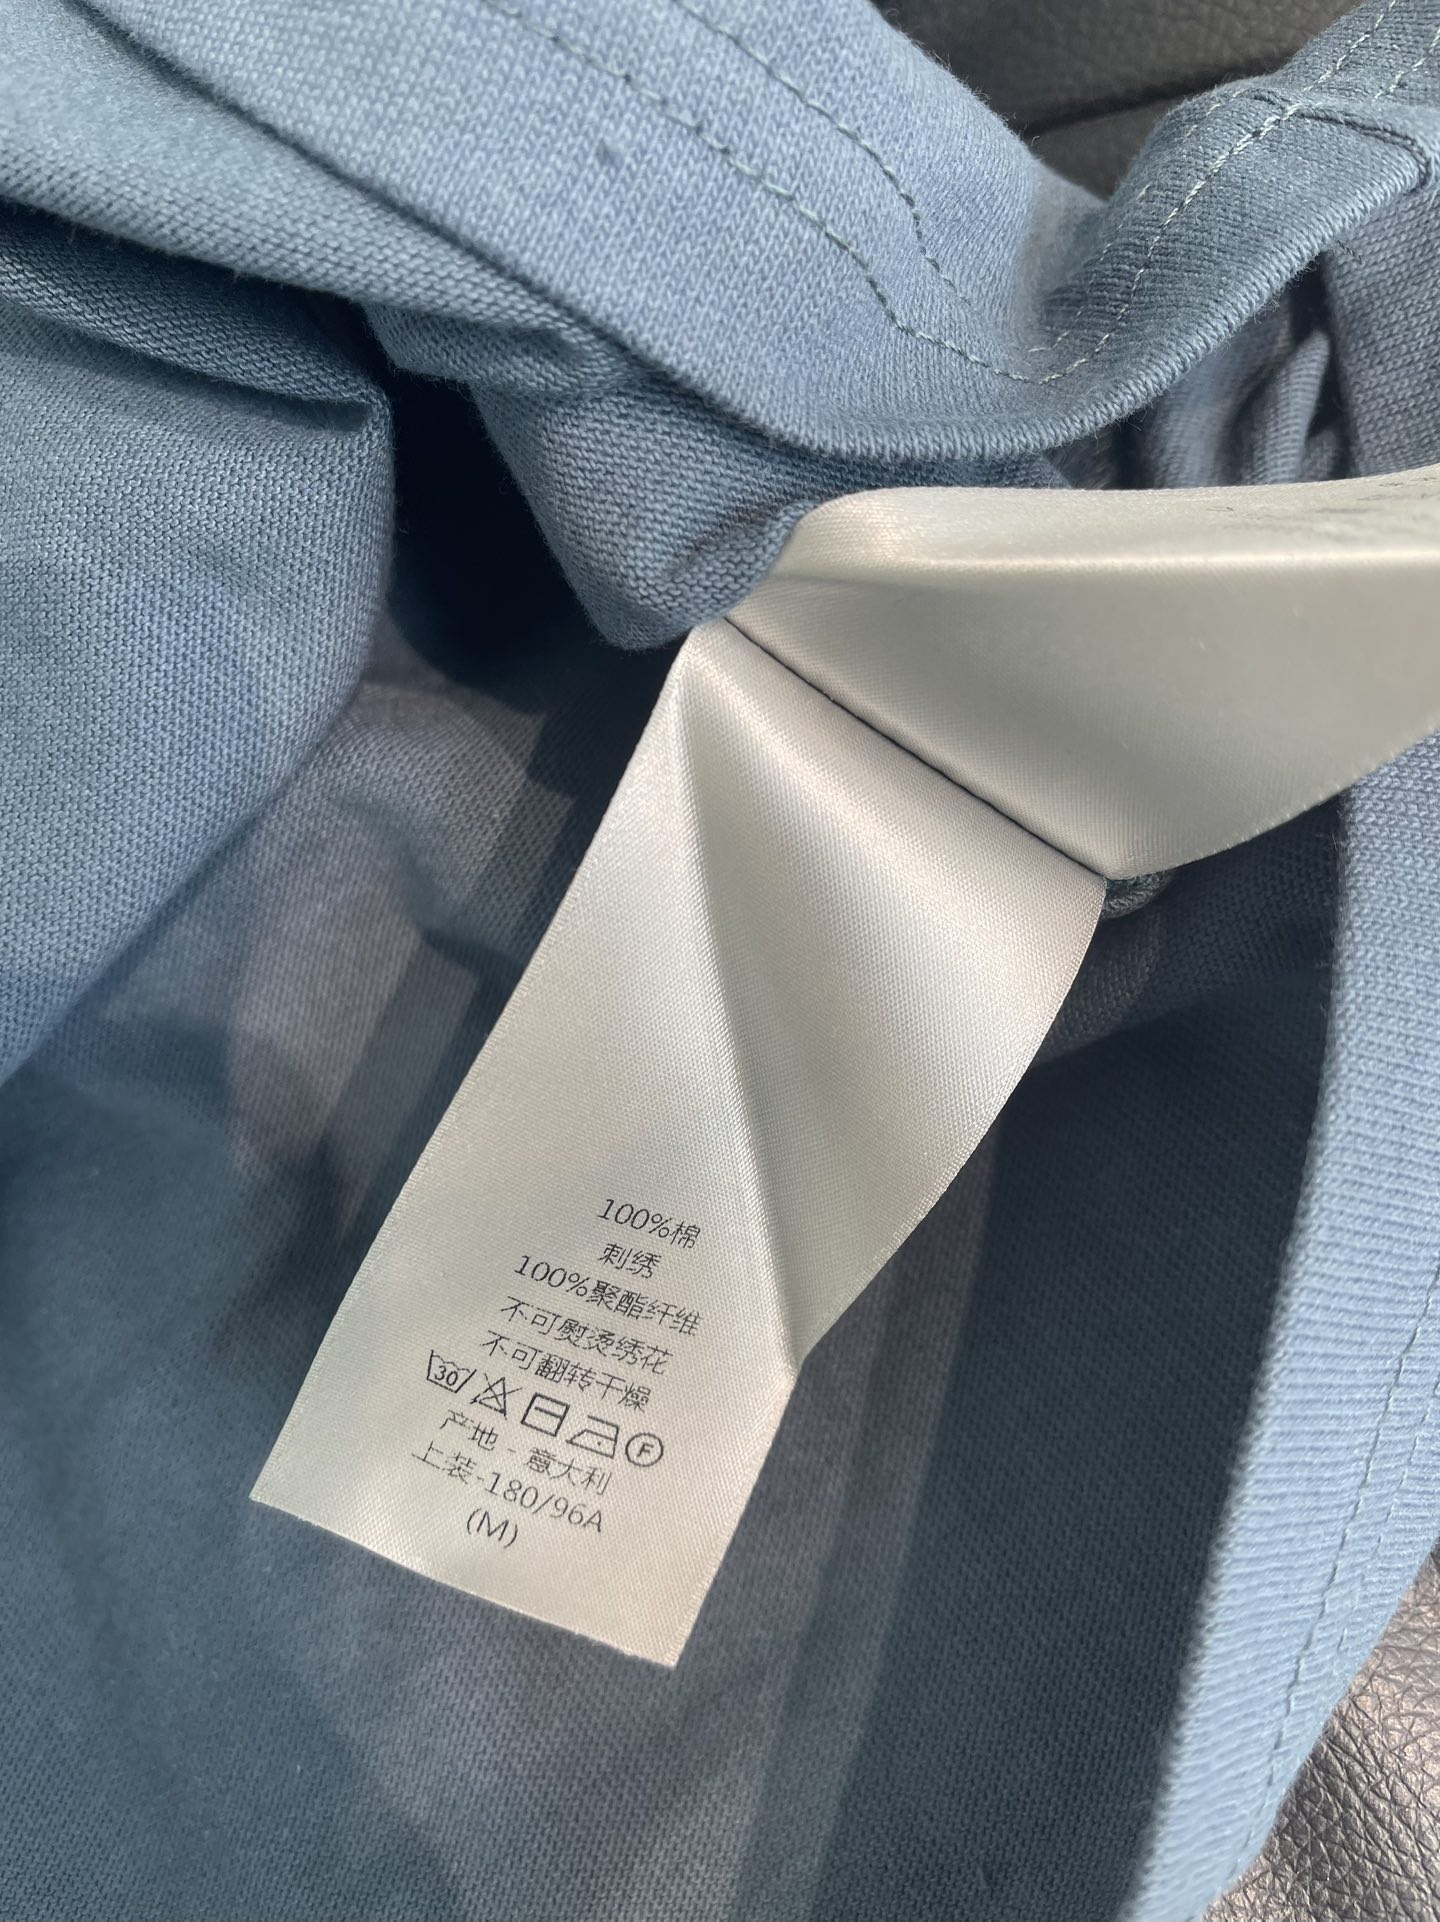 100%棉
刺绣
100%聚酯纤维
不可熨烫绣花
不可翻转干燥
30 F
产地 - 意大利
上装-180/96A
(M)